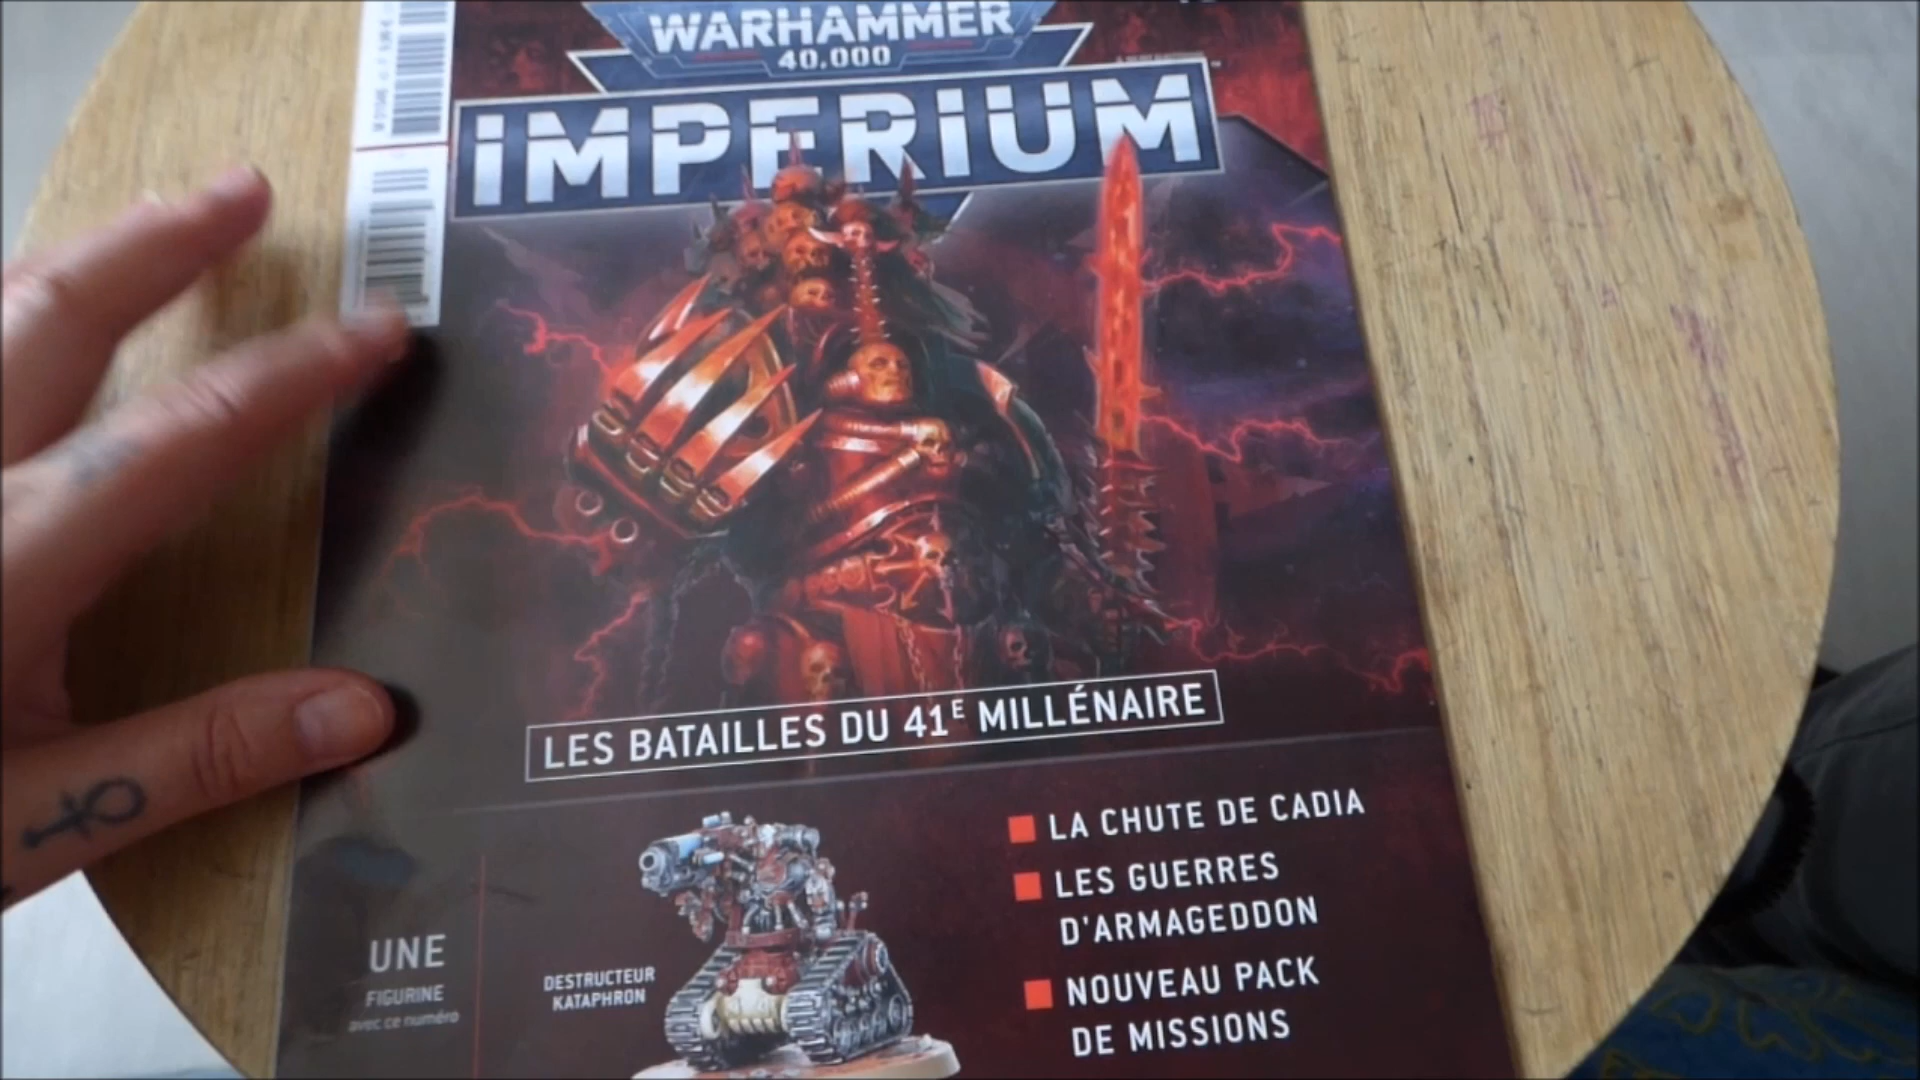 WARHAMMER
40,000
IMPERIUM
LES BATAILLES DU 41E MILLÉNAIRE
LA CHUTE DE CADIA
LES GUERRES
D'ARMAGEDDON
NOUVEAU PACK
DE MISSIONS
UNE
FIGURINE
avec ce numéro
DESTRUCTEUR
KATAPHRON